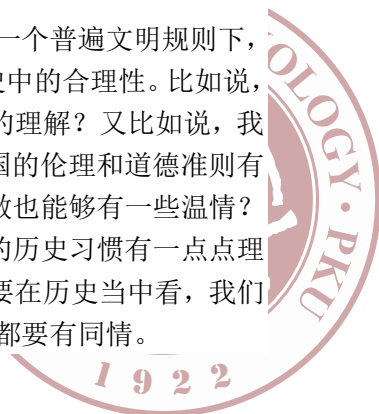 一个普遍文明规则下，
史中的合理性。比如说，
的理解？又比如说，我
国的伦理和道德准则有
教也能够有一些温情？
的历史习惯有一点点理
要在历史当中看，我们
都要有同情。
OLOGY · PKU
1922